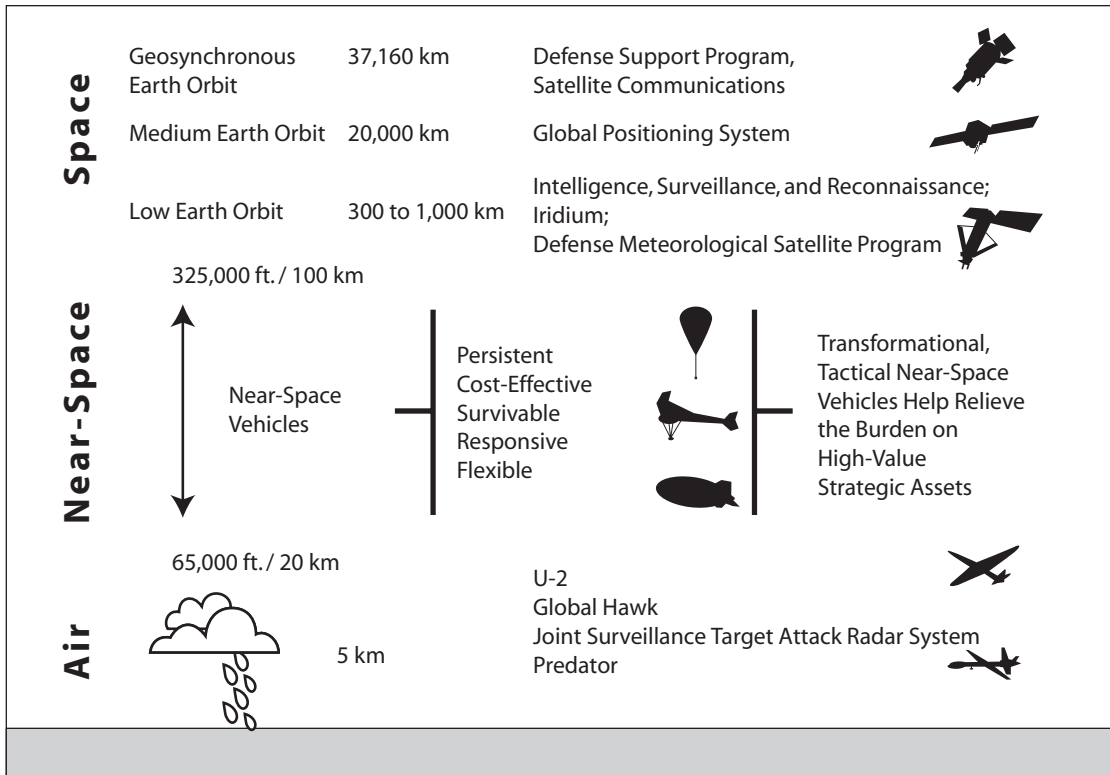 Space
Geosynchronous
Earth Orbit
37,160 km
Defense Support Program,
Satellite Communications
Medium Earth Orbit
20,000 km
Global Positioning System
Low Earth Orbit
300 to 1,000 km
Intelligence, Surveillance, and Reconnaissance;
Iridium;
Defense Meteorological Satellite Program
325,000 ft. / 100 km
Near-Space
Near-Space
Vehicles
Persistent
Cost-Effective
Survivable
Responsive
Flexible
Transformational,
Tactical Near-Space
Vehicles Help Relieve
the Burden on
High-Value
Strategic Assets
65,000 ft. / 20 km
Air
5 km
U-2
Global Hawk
Joint Surveillance Target Attack Radar System
Predator